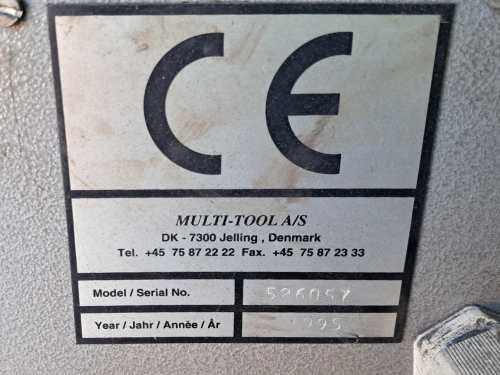 CE
MULTI-TOOL A/S
DK - 7300 Jelling , Denmark
Tel. +45 75 87 22 22 Fax. +45 75 87 23 33
Model / Serial No.
Year / Jahr / Annèe / År